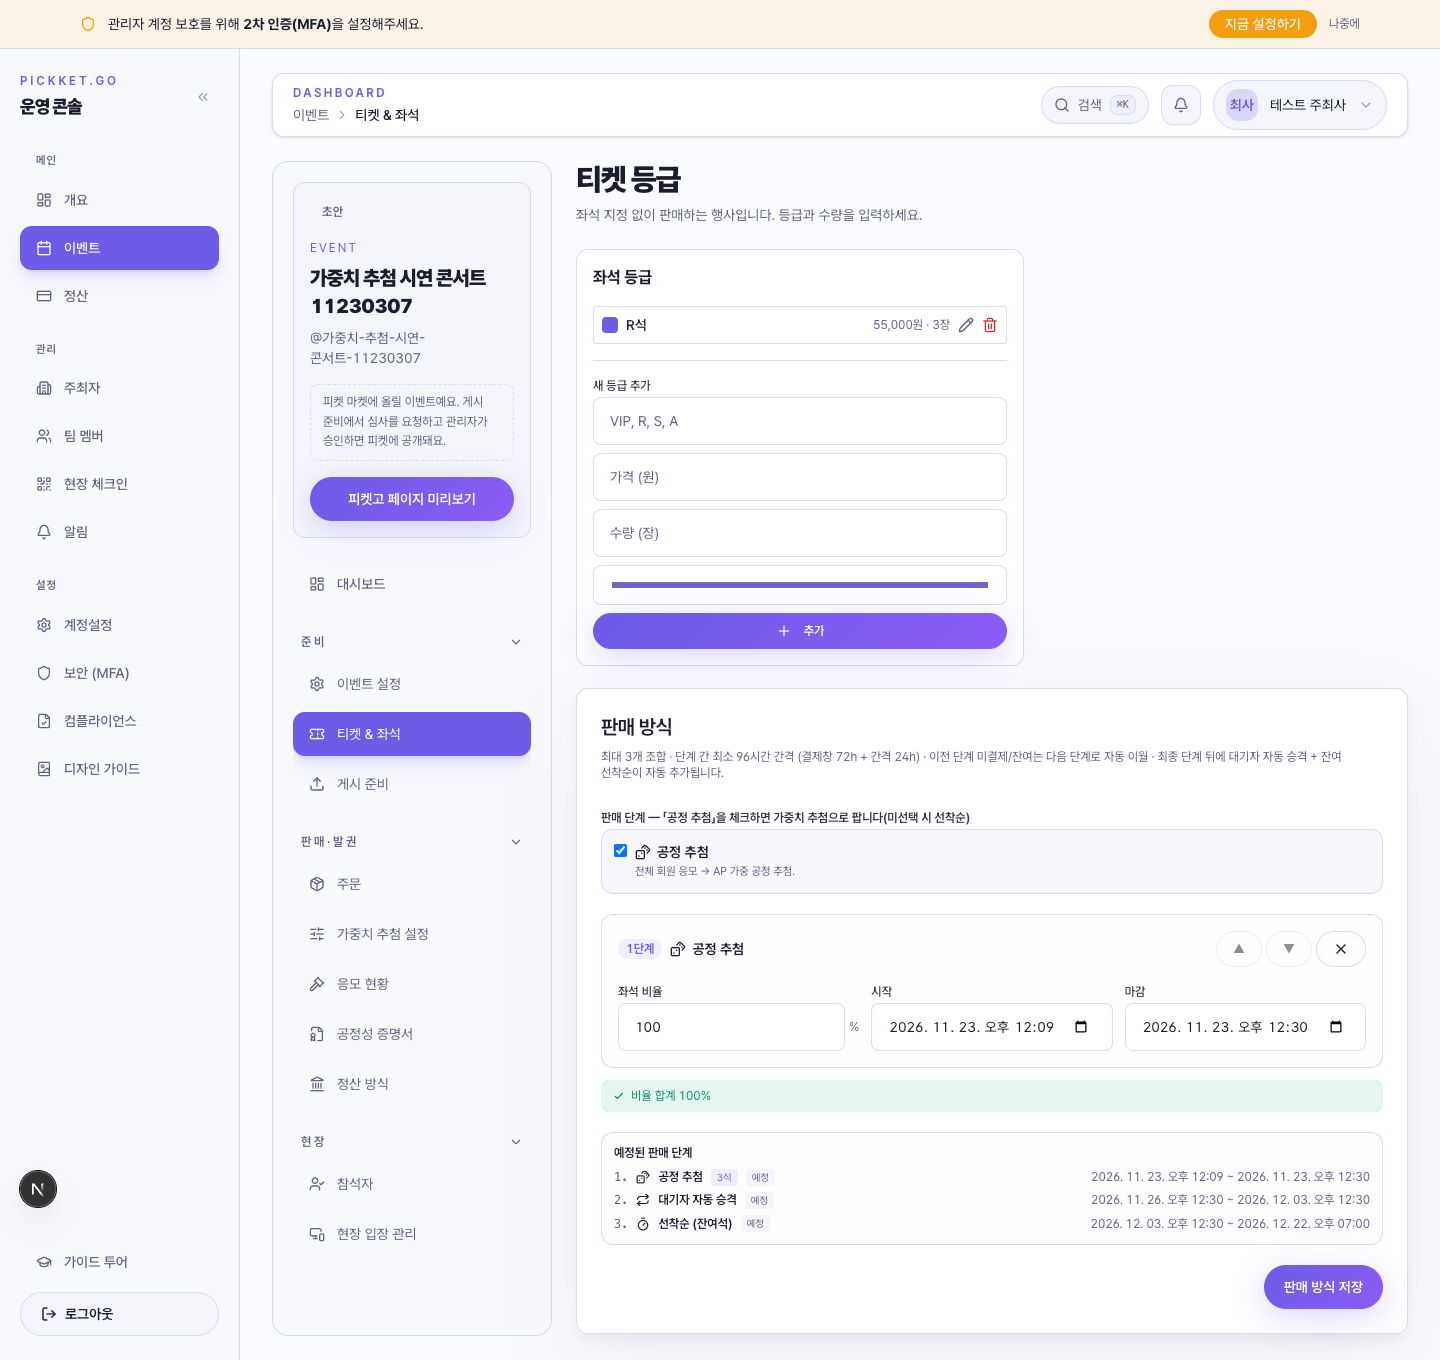 관리자 계정 보호를 위해 2차 인증(MFA)을 설정해주세요.
지금 설정하기
나중에
PICKKET.GO
운영 콘솔
메인
개요
이벤트
정산
관리
주최자
팀 멤버
현장 체크인
알림
설정
계정설정
보안 (MFA)
컴플라이언스
디자인 가이드
N
가이드 투어
로그아웃
DASHBOARD
이벤트 > 티켓 & 좌석
검색 ⌘K
최사 테스트 주최사
초안
EVENT
가중치 추첨 시연 콘서트
11230307
@가중치-추첨-시연-
콘서트-11230307
피켓 마켓에 올릴 이벤트예요. 게시
준비에서 심사를 요청하고 관리자가
승인하면 피켓에 공개돼요.
피켓고 페이지 미리보기
대시보드
준비
이벤트 설정
티켓 & 좌석
게시 준비
판매·발권
주문
가중치 추첨 설정
응모 현황
공정성 증명서
정산 방식
현장
참석자
현장 입장 관리
티켓 등급
좌석 지정 없이 판매하는 행사입니다. 등급과 수량을 입력하세요.
좌석 등급
R석 55,000원 · 3장
새 등급 추가
VIP, R, S, A
가격 (원)
수량 (장)
+ 추가
판매 방식
최대 3개 조합 · 단계 간 최소 96시간 간격 (결제창 72h + 간격 24h) · 이전 단계 미결제/잔여는 다음 단계로 자동 이월 · 최종 단계 뒤에 대기자 자동 승격 + 잔여
선착순이 자동 추가됩니다.
판매 단계 — 「공정 추첨」을 체크하면 가중치 추첨으로 팝니다(미선택 시 선착순)
공정 추첨
전체 회원 응모 → AP 가중 공정 추첨.
1단계 공정 추첨 ▲ ▼ ✕
좌석 비율 시작 마감
100 % 2026. 11. 23. 오후 12:09 2026. 11. 23. 오후 12:30
✓ 비율 합계 100%
예정된 판매 단계
1. 공정 추첨 3석 예정 2026. 11. 23. 오후 12:09 ~ 2026. 11. 23. 오후 12:30
2. 대기자 자동 승격 예정 2026. 11. 26. 오후 12:30 ~ 2026. 12. 03. 오후 12:30
3. 선착순 (잔여석) 예정 2026. 12. 03. 오후 12:30 ~ 2026. 12. 22. 오후 07:00
판매 방식 저장